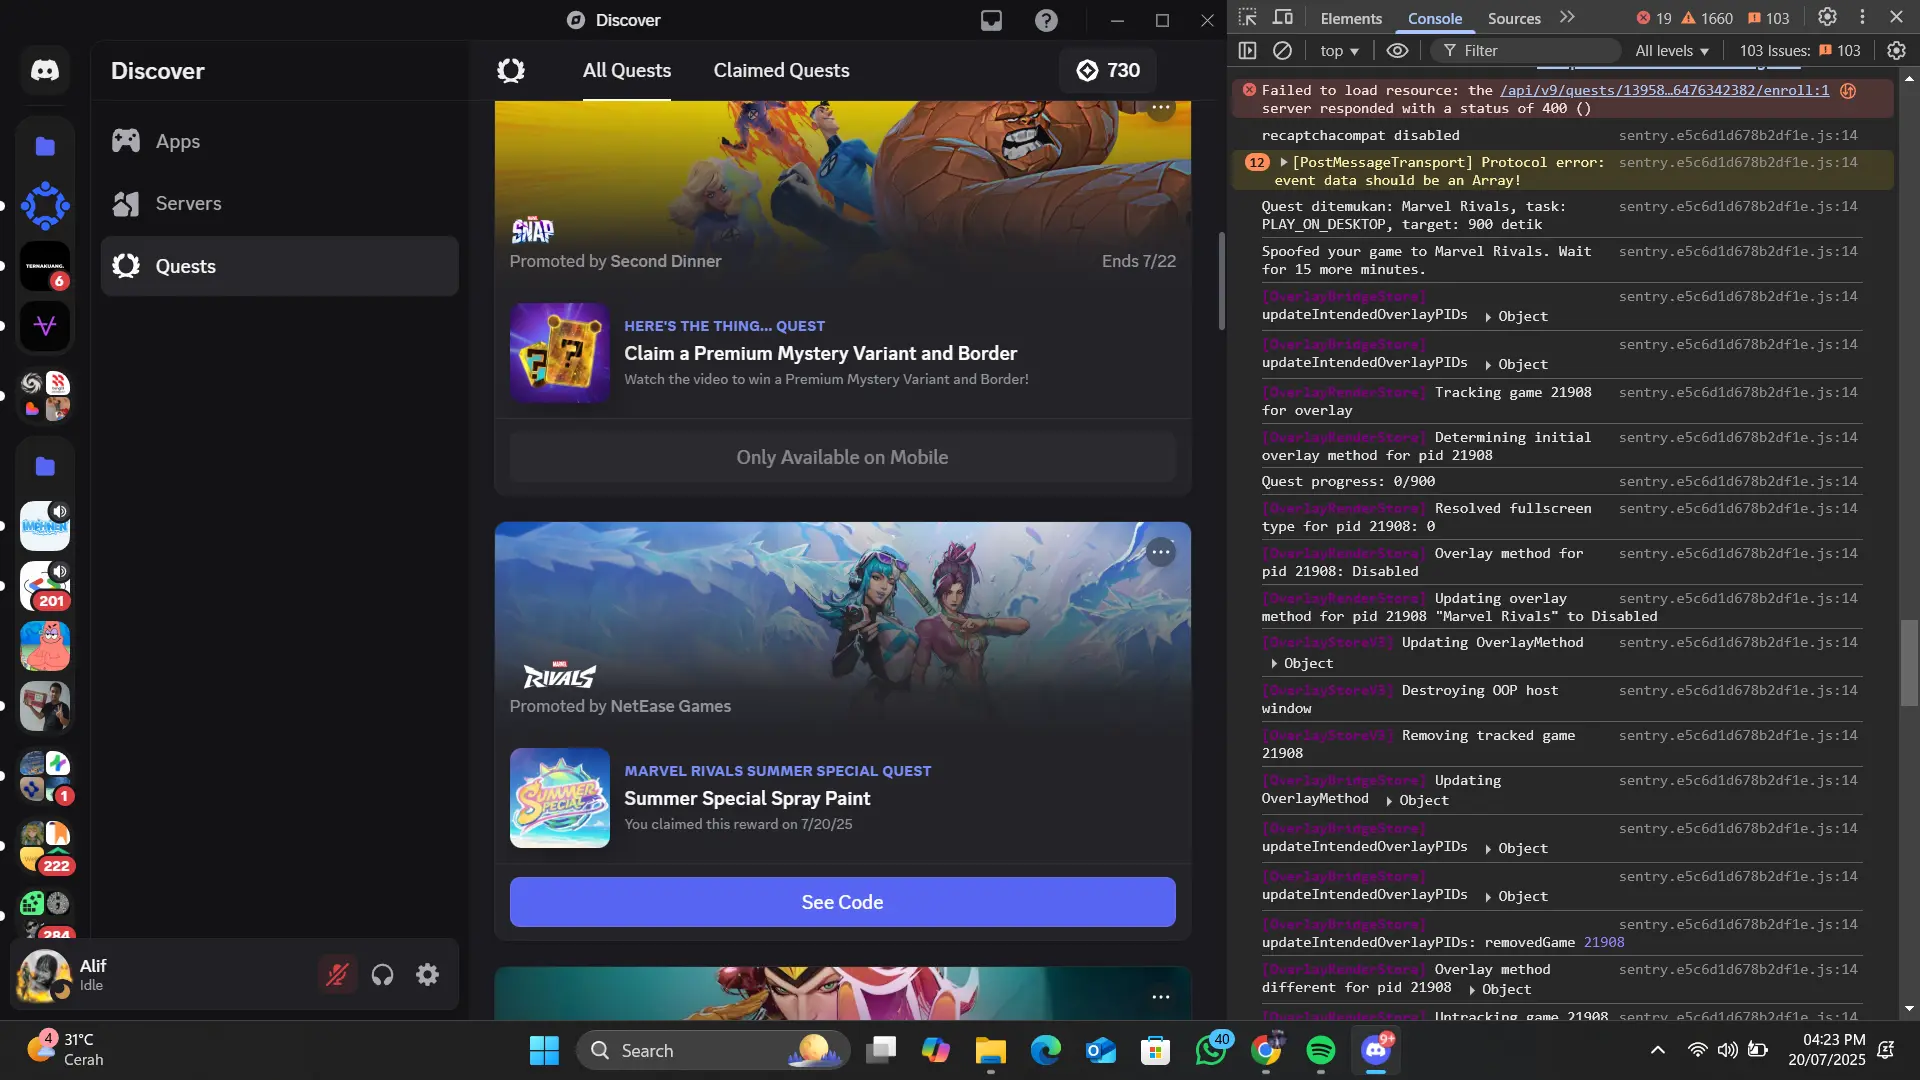 Discover
Discover
Apps
Servers
Quests
6
201
1
222
284
Alif
Idle
All Quests
Claimed Quests
730
MARVEL
SNAP
Promoted by Second Dinner
Ends 7/22
HERE'S THE THING... QUEST
Claim a Premium Mystery Variant and Border
Watch the video to win a Premium Mystery Variant and Border!
Only Available on Mobile
MARVEL
RIVALS
Promoted by NetEase Games
SUMMER
SPECIAL
MARVEL RIVALS SUMMER SPECIAL QUEST
Summer Special Spray Paint
You claimed this reward on 7/20/25
See Code
Elements
Console
Sources
19
1660
103
top
Filter
All levels
103 Issues:
103
Failed to load resource: the /api/v9/quests/13958…6476342382/enroll:1
server responded with a status of 400 ()
recaptchacompat disabled sentry.e5c6d1d678b2df1e.js:14
12 [PostMessageTransport] Protocol error: sentry.e5c6d1d678b2df1e.js:14
event data should be an Array!
Quest ditemukan: Marvel Rivals, task: sentry.e5c6d1d678b2df1e.js:14
PLAY_ON_DESKTOP, target: 900 detik
Spoofed your game to Marvel Rivals. Wait sentry.e5c6d1d678b2df1e.js:14
for 15 more minutes.
[OverlayBridgeStore] sentry.e5c6d1d678b2df1e.js:14
updateIntendedOverlayPIDs Object
[OverlayBridgeStore] sentry.e5c6d1d678b2df1e.js:14
updateIntendedOverlayPIDs Object
[OverlayRenderStore] Tracking game 21908 sentry.e5c6d1d678b2df1e.js:14
for overlay
[OverlayRenderStore] Determining initial sentry.e5c6d1d678b2df1e.js:14
overlay method for pid 21908
Quest progress: 0/900 sentry.e5c6d1d678b2df1e.js:14
[OverlayRenderStore] Resolved fullscreen sentry.e5c6d1d678b2df1e.js:14
type for pid 21908: 0
[OverlayRenderStore] Overlay method for sentry.e5c6d1d678b2df1e.js:14
pid 21908: Disabled
[OverlayRenderStore] Updating overlay sentry.e5c6d1d678b2df1e.js:14
method for pid 21908 "Marvel Rivals" to Disabled
[OverlayStoreV3] Updating OverlayMethod sentry.e5c6d1d678b2df1e.js:14
Object
[OverlayStoreV3] Destroying OOP host sentry.e5c6d1d678b2df1e.js:14
window
[OverlayStoreV3] Removing tracked game sentry.e5c6d1d678b2df1e.js:14
21908
[OverlayBridgeStore] Updating sentry.e5c6d1d678b2df1e.js:14
OverlayMethod Object
[OverlayBridgeStore] sentry.e5c6d1d678b2df1e.js:14
updateIntendedOverlayPIDs Object
[OverlayBridgeStore] sentry.e5c6d1d678b2df1e.js:14
updateIntendedOverlayPIDs Object
[OverlayBridgeStore] sentry.e5c6d1d678b2df1e.js:14
updateIntendedOverlayPIDs: removedGame 21908
[OverlayRenderStore] Overlay method sentry.e5c6d1d678b2df1e.js:14
different for pid 21908 Object
[OverlayRenderStore] Untracking game 21908 sentry.e5c6d1d678b2df1e.js:14
4
31°C
Cerah
Search
40
9+
04:23 PM
20/07/2025